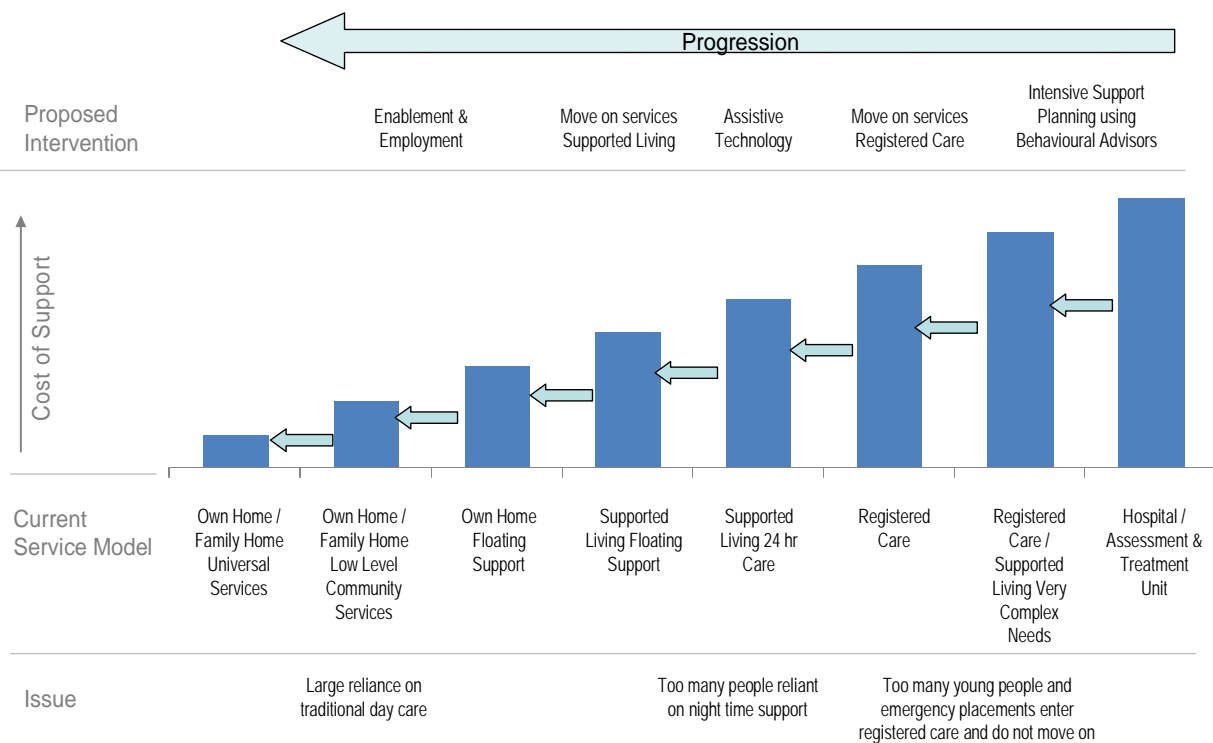 Progression
Proposed
Intervention
Enablement &
Employment
Move on services
Supported Living
Assistive
Technology
Move on services
Registered Care
Intensive Support
Planning using
Behavioural Advisors
Cost of Support
Current
Service Model
Own Home /
Family Home
Universal
Services
Own Home /
Family Home
Low Level
Community
Services
Own Home
Floating
Support
Supported
Living Floating
Support
Supported
Living 24 hr
Care
Registered
Care
Registered
Care /
Supported
Living Very
Complex
Needs
Hospital /
Assessment &
Treatment
Unit
Issue
Large reliance on
traditional day care
Too many people reliant
on night time support
Too many young people and
emergency placements enter
registered care and do not move on